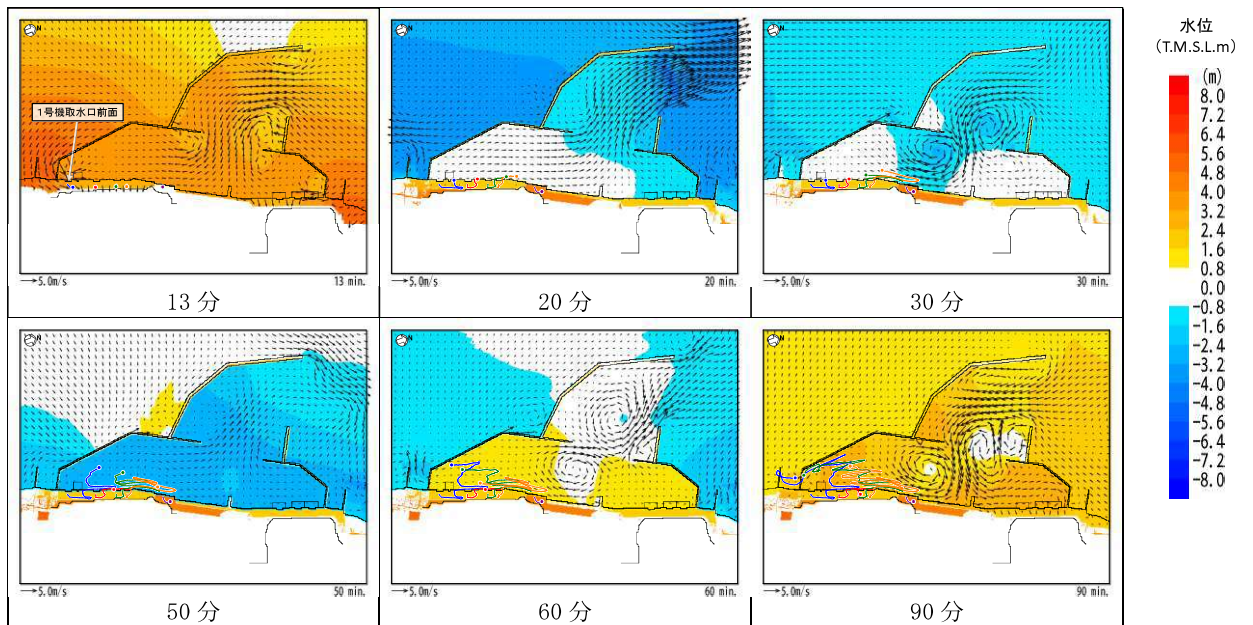 N
1号機取水口前面
5.0m/s
13 min.
13分
N
5.0m/s
20 min.
20分
N
5.0m/s
30 min.
30分
N
5.0m/s
50 min.
50分
N
5.0m/s
60 min.
60分
N
5.0m/s
90 min.
90分
水位
(T.M.S.L.m)
(m)
8.0
7.2
6.4
5.6
4.8
4.0
3.2
2.4
1.6
0.8
0.0
-0.8
-1.6
-2.4
-3.2
-4.0
-4.8
-5.6
-6.4
-7.2
-8.0